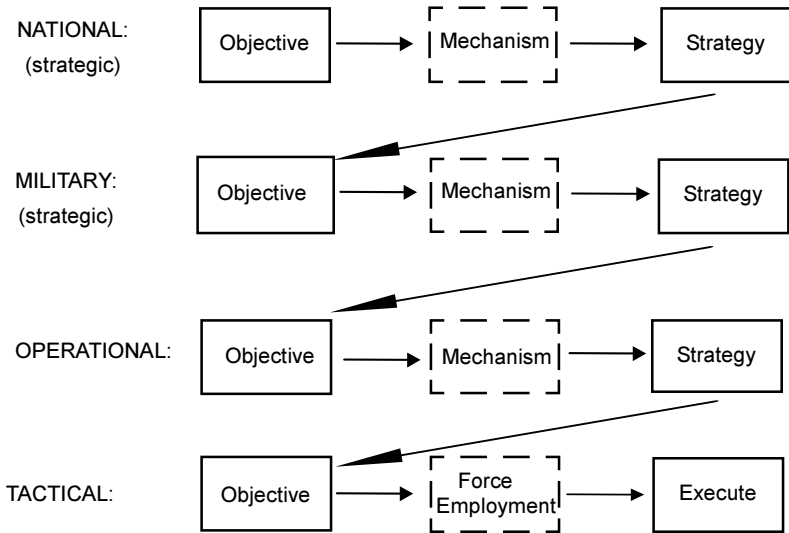 NATIONAL:
(strategic)
Objective
Mechanism
Strategy
MILITARY:
(strategic)
Objective
Mechanism
Strategy
OPERATIONAL:
Objective
Mechanism
Strategy
TACTICAL:
Objective
Force
Employment
Execute